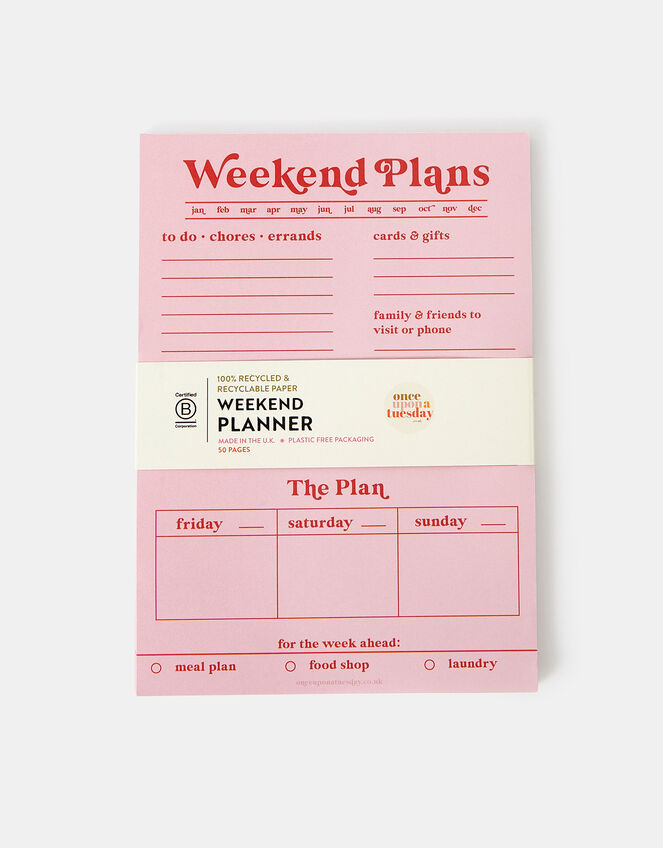 Weekend Plans
jan feb mar apr may jun jul aug sep oct nov dec
to do · chores · errands
cards & gifts
family & friends to
visit or phone
Certified
B
Corporation
100% RECYCLED &
RECYCLABLE PAPER
WEEKEND
PLANNER
MADE IN THE U.K. • PLASTIC FREE PACKAGING
50 PAGES
once
upon a
tuesday
.co.uk
The Plan
friday
saturday
sunday
for the week ahead:
meal plan
food shop
laundry
onceuponatuesday.co.uk